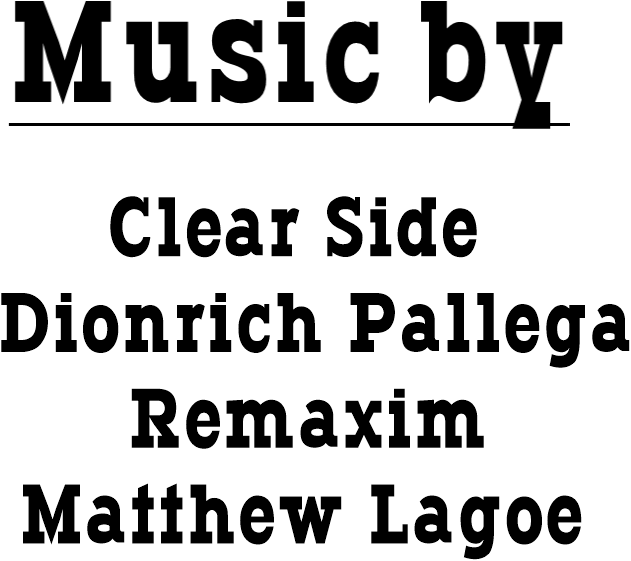 Music by
Clear Side
Dionrich Pallega
Remaxim
Matthew Lagoe